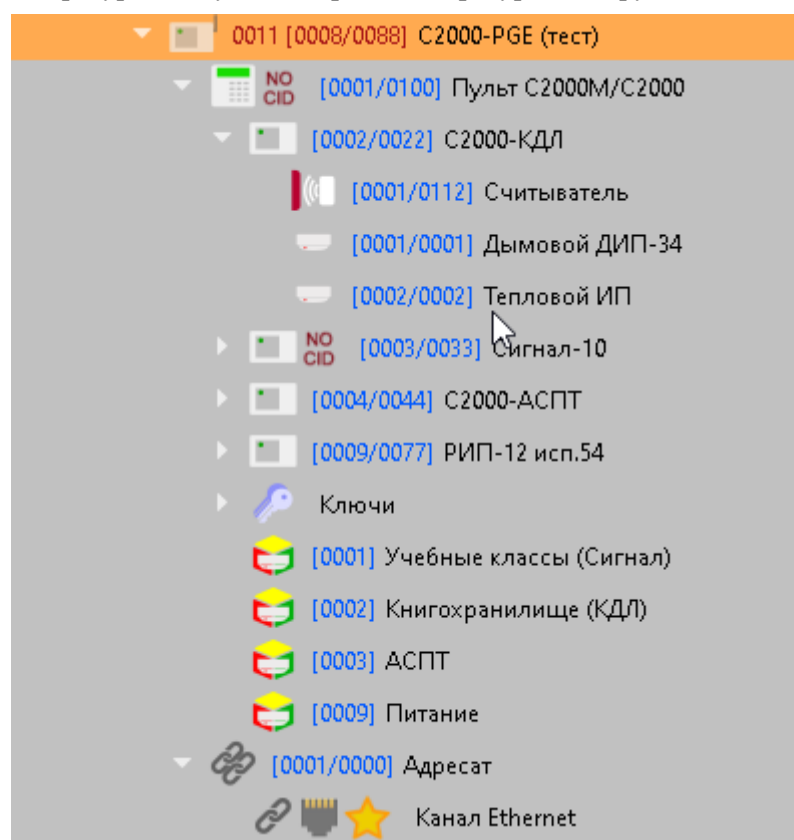 0011 [0008/0088] С2000-PGE (тест)
NO CID [0001/0100] Пульт С2000М/С2000
[0002/0022] С2000-КДЛ
[0001/0112] Считыватель
[0001/0001] Дымовой ДИП-34
[0002/0002] Тепловой ИП
NO CID [0003/0033] Сигнал-10
[0004/0044] С2000-АСПТ
[0009/0077] РИП-12 исп.54
Ключи
[0001] Учебные классы (Сигнал)
[0002] Книгохранилище (КДЛ)
[0003] АСПТ
[0009] Питание
[0001/0000] Адресат
Канал Ethernet